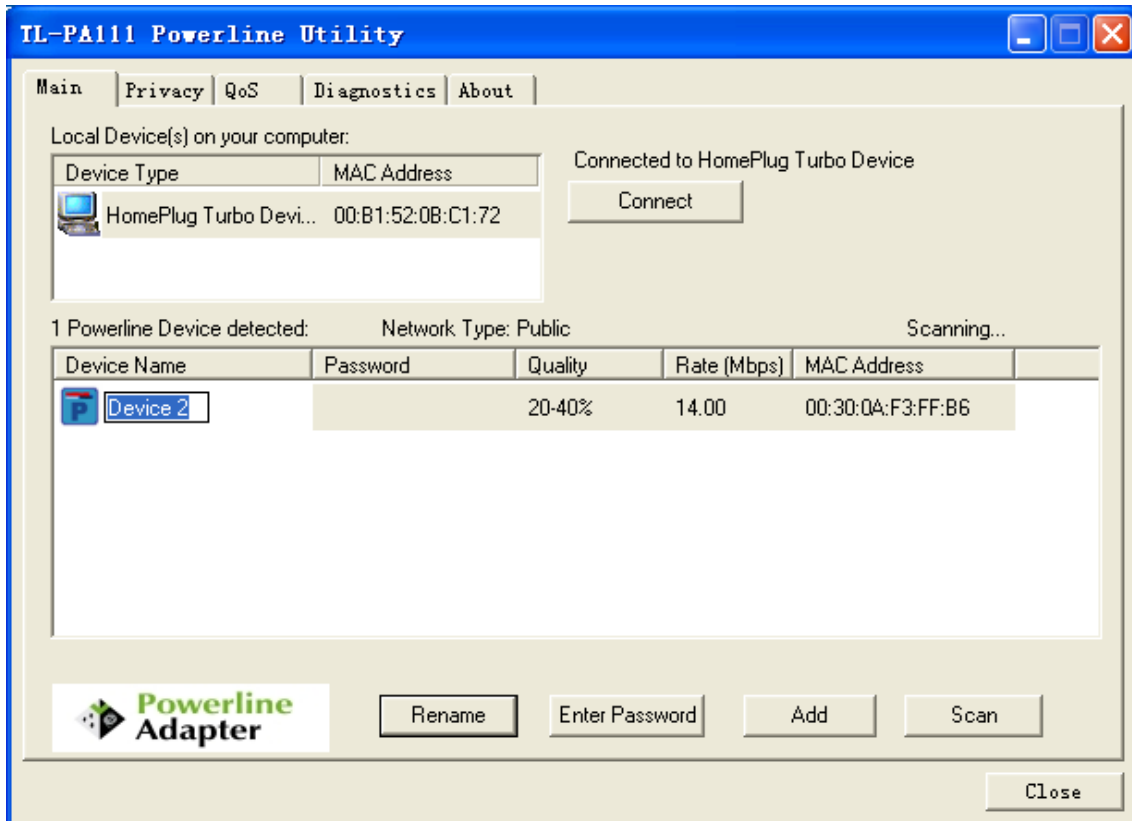 TL-PA111 Powerline Utility
Main Privacy QoS Diagnostics About
Local Device(s) on your computer:
Device Type MAC Address
HomePlug Turbo Devi... 00:B1:52:0B:C1:72
Connected to HomePlug Turbo Device
Connect
1 Powerline Device detected: Network Type: Public Scanning...
Device Name Password Quality Rate (Mbps) MAC Address
P Device 2 20-40% 14.00 00:30:0A:F3:FF:B6
Powerline
Adapter
Rename Enter Password Add Scan
Close